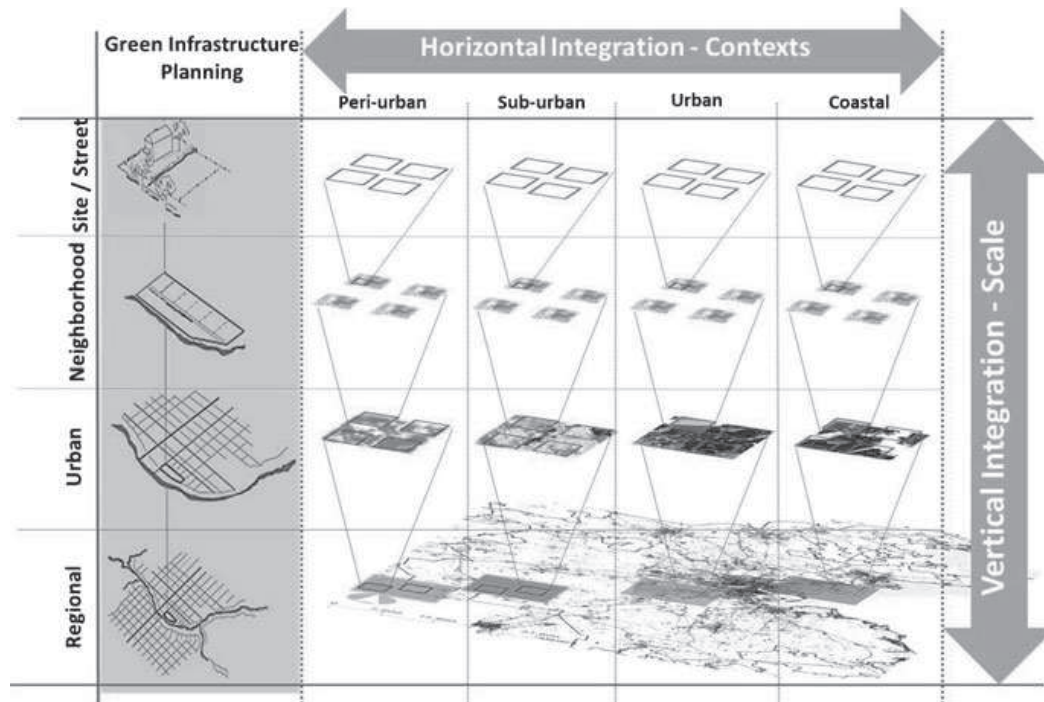 Green Infrastructure
Planning
Horizontal Integration - Contexts
Peri-urban
Sub-urban
Urban
Coastal
Site / Street
Neighborhood
Urban
Regional
Vertical Integration - Scale